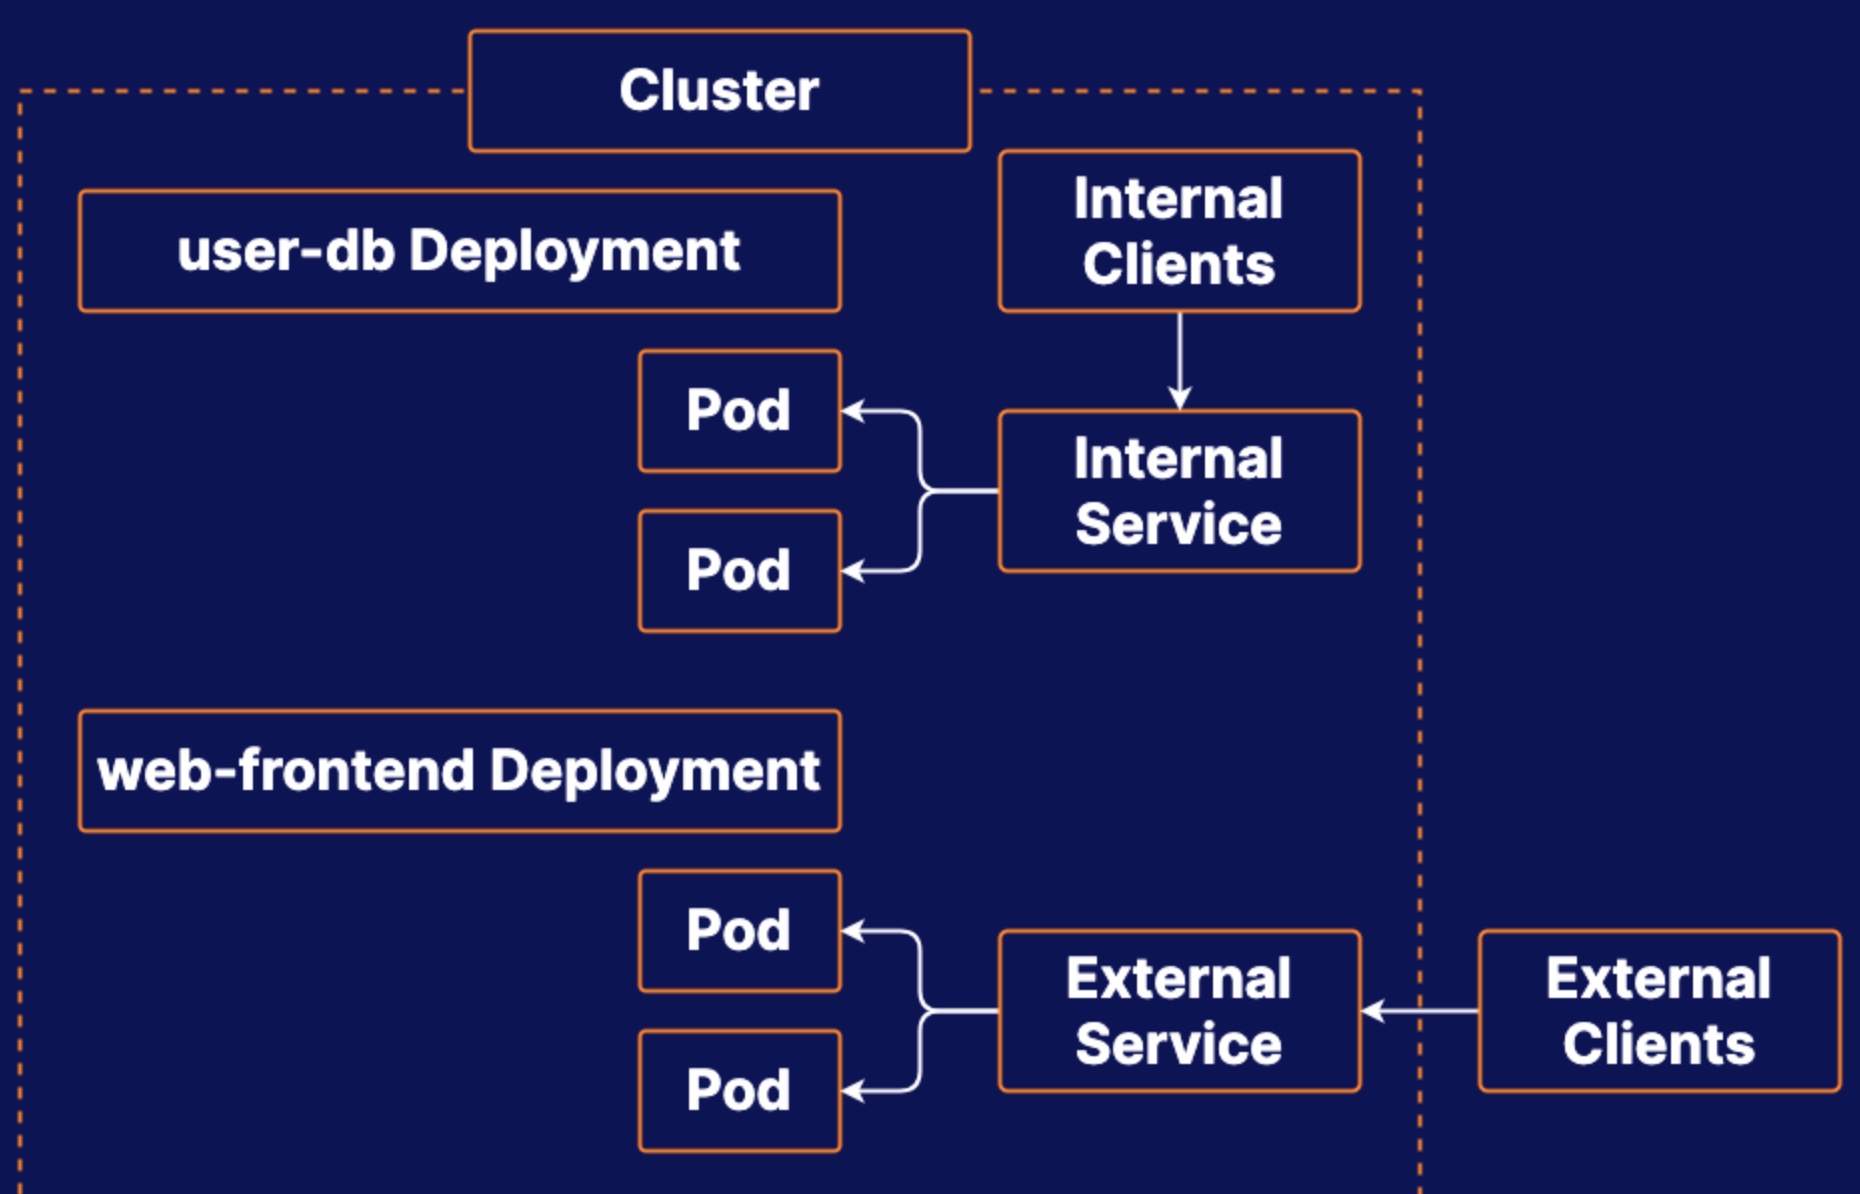 Cluster
user-db Deployment
Internal
Clients
Pod
Pod
Internal
Service
web-frontend Deployment
Pod
Pod
External
Service
External
Clients